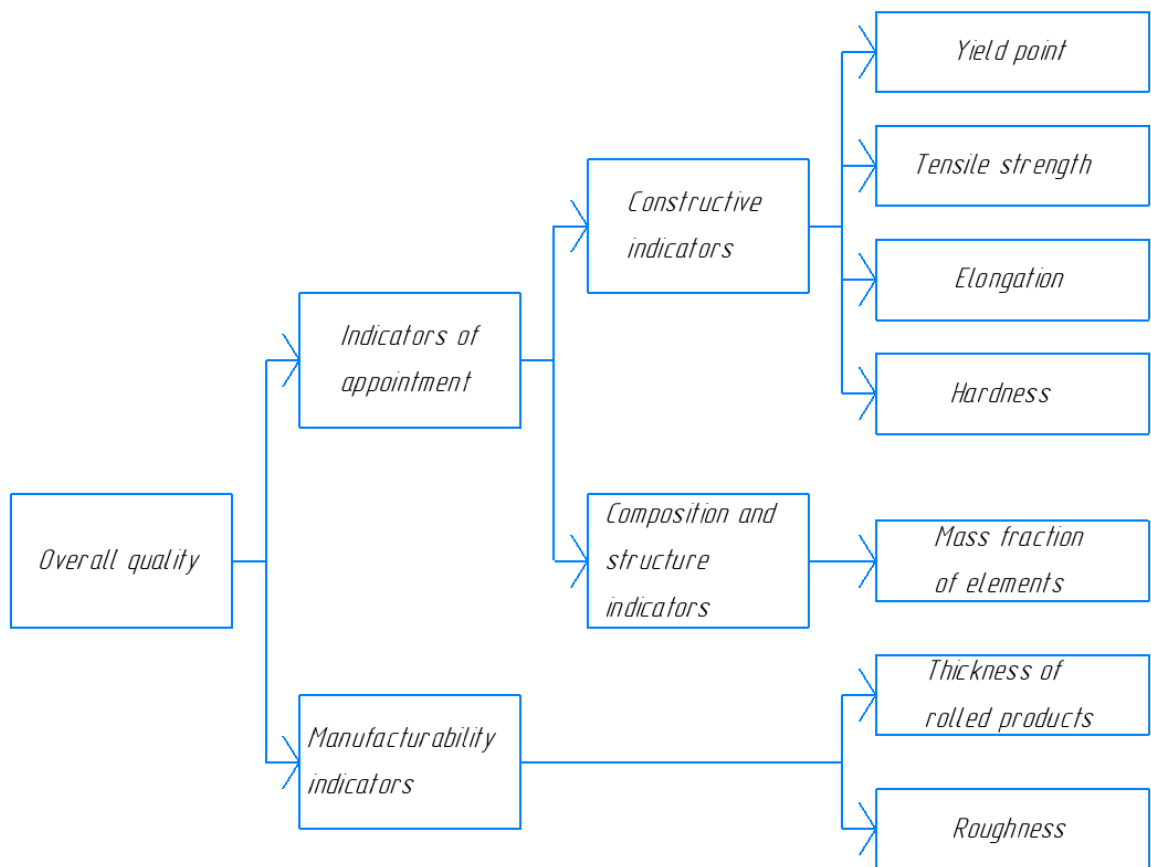 Yield point
Tensile strength
Constructive
indicators
Elongation
Indicators of
appointment
Hardness
Overall quality
Composition and
structure
indicators
Mass fraction
of elements
Manufacturability
indicators
Thickness of
rolled products
Roughness